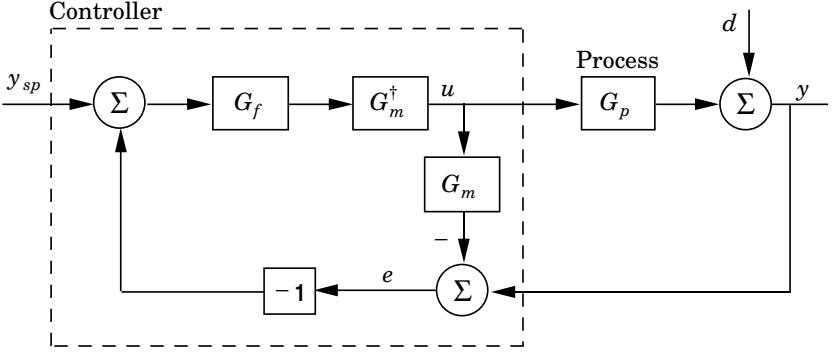 Controller
d
y_sp
Process
u
y
Σ
G_f
G_m^†
G_p
Σ
G_m
−
e
−1
Σ